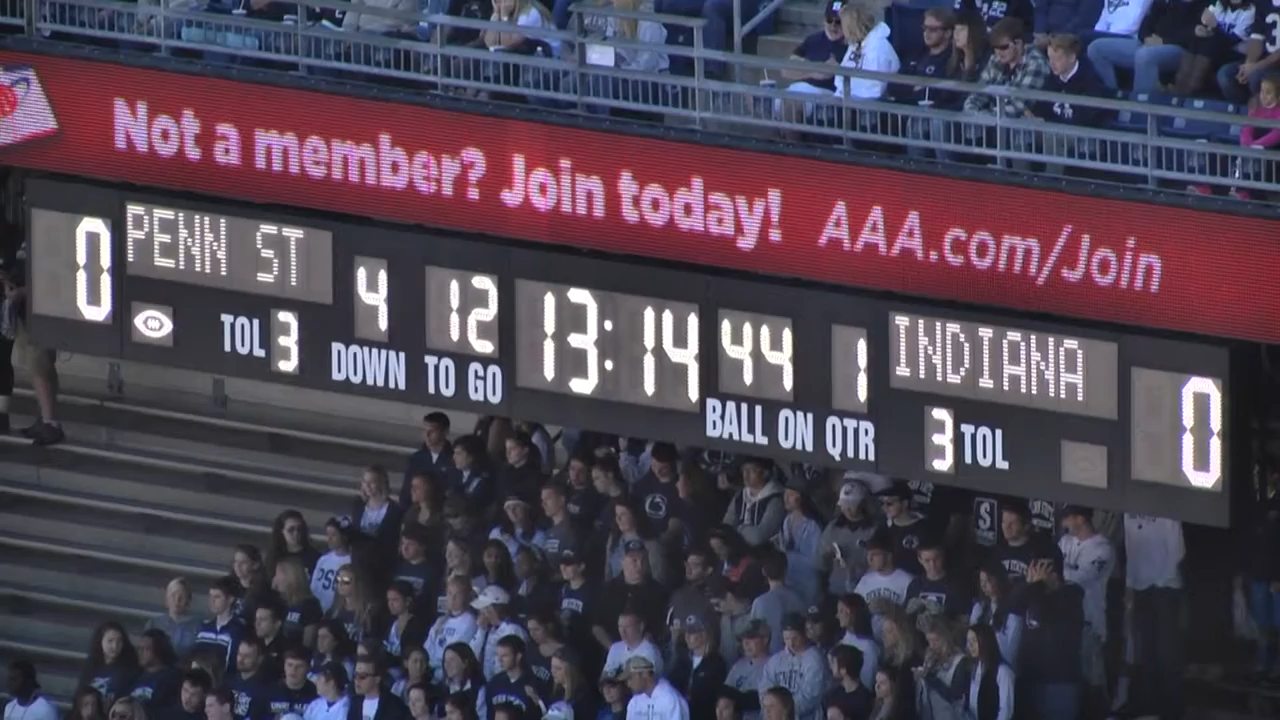 Not a member? Join today! AAA.com/Join
0 PENN ST 4 12 13:14 44 1 INDIANA 0
TOL 3 DOWN TO GO BALL ON QTR 3 TOL
S